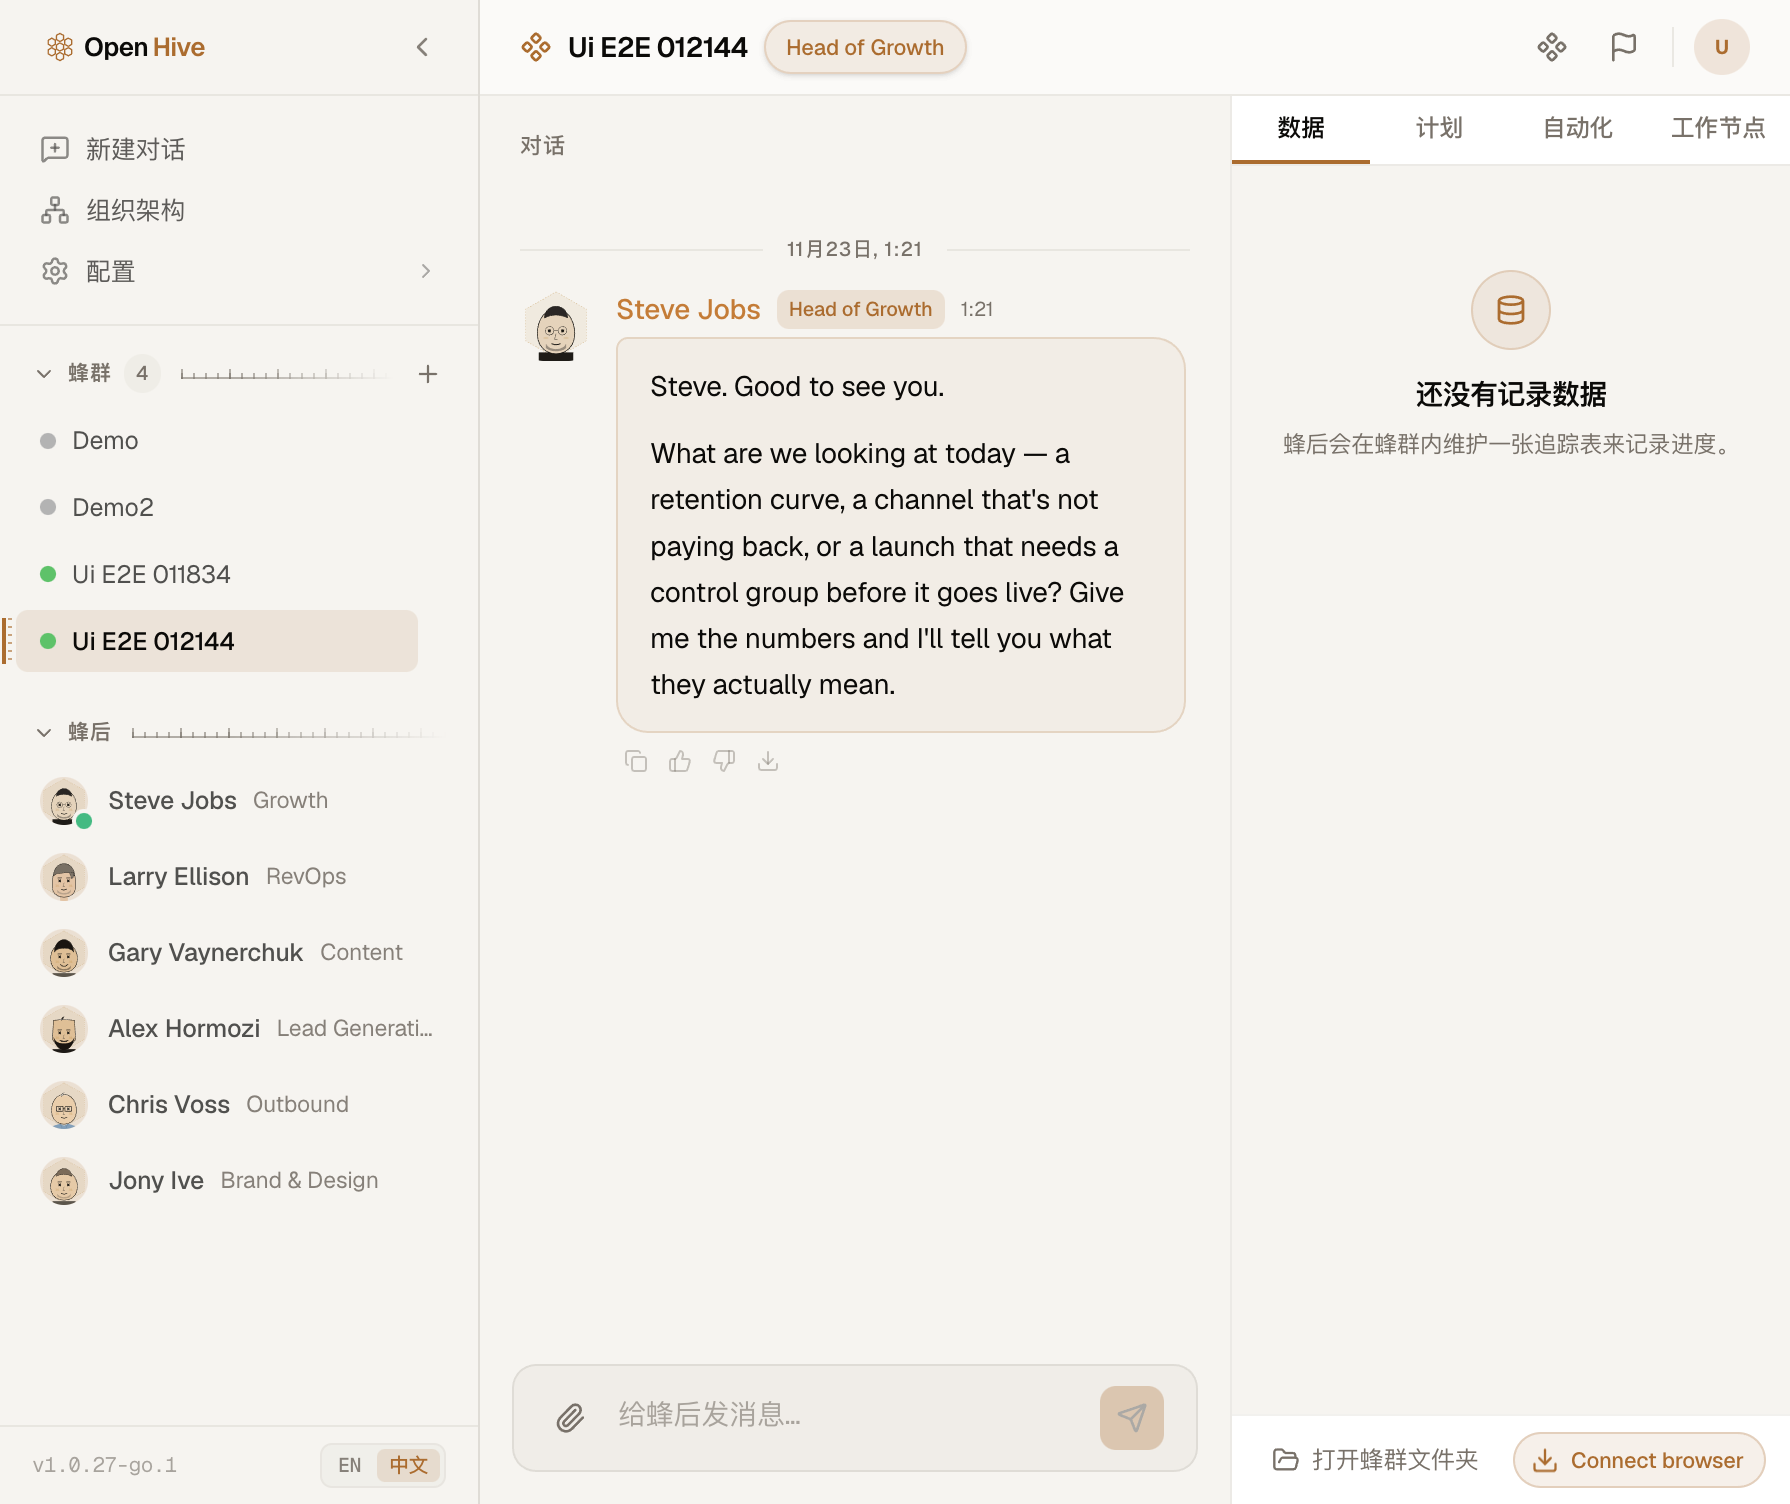 OpenHive
新建对话
组织架构
配置
蜂群 4
Demo
Demo2
Ui E2E 011834
Ui E2E 012144
蜂后
Steve Jobs Growth
Larry Ellison RevOps
Gary Vaynerchuk Content
Alex Hormozi Lead Generati...
Chris Voss Outbound
Jony Ive Brand & Design
v1.0.27-go.1
EN 中文
Ui E2E 012144 Head of Growth
U
对话
11月23日, 1:21
Steve Jobs Head of Growth 1:21
Steve. Good to see you.
What are we looking at today — a
retention curve, a channel that's not
paying back, or a launch that needs a
control group before it goes live? Give
me the numbers and I'll tell you what
they actually mean.
给蜂后发消息...
数据 计划 自动化 工作节点
还没有记录数据
蜂后会在蜂群内维护一张追踪表来记录进度。
打开蜂群文件夹 Connect browser